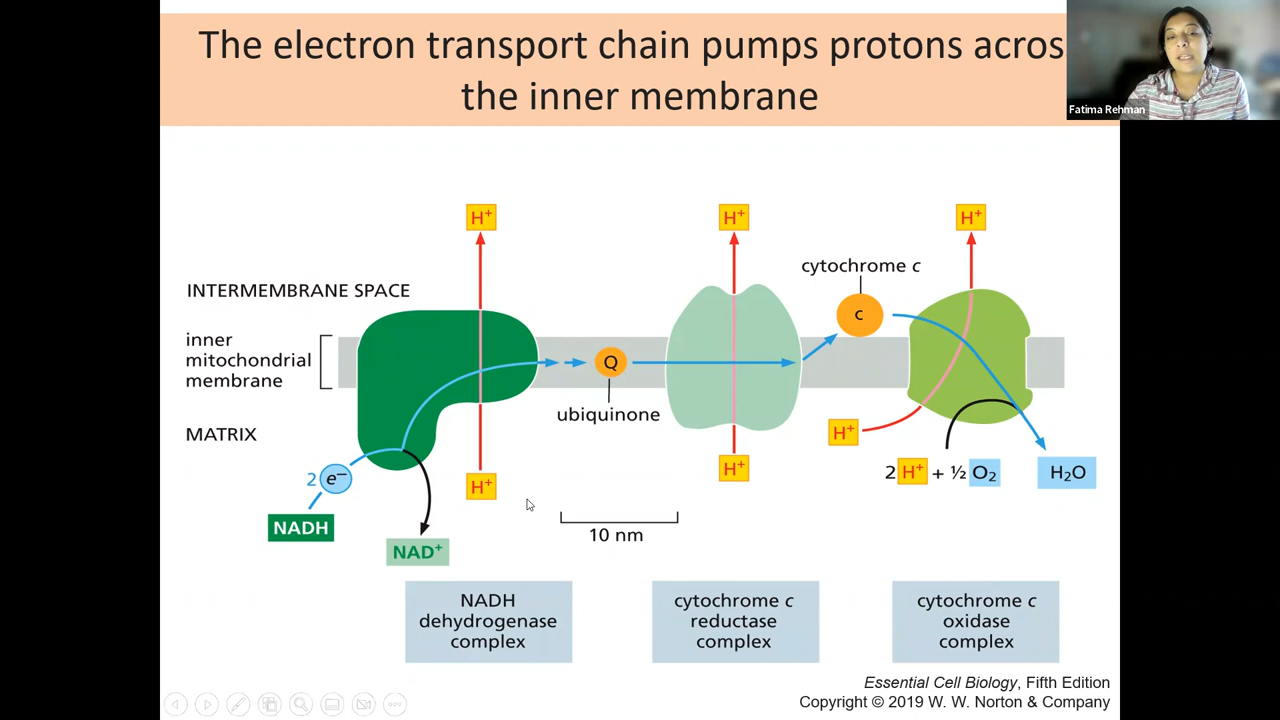 The electron transport chain pumps protons acros
the inner membrane
Fatima Rehman
H⁺
H⁺
H⁺
cytochrome c
INTERMEMBRANE SPACE
c
inner
mitochondrial
membrane
Q
ubiquinone
MATRIX
H⁺
H⁺
H⁺
2 e⁻
2 H⁺ + ½ O₂
H₂O
NADH
10 nm
NAD⁺
NADH
dehydrogenase
complex
cytochrome c
reductase
complex
cytochrome c
oxidase
complex
Essential Cell Biology, Fifth Edition
Copyright © 2019 W. W. Norton & Company